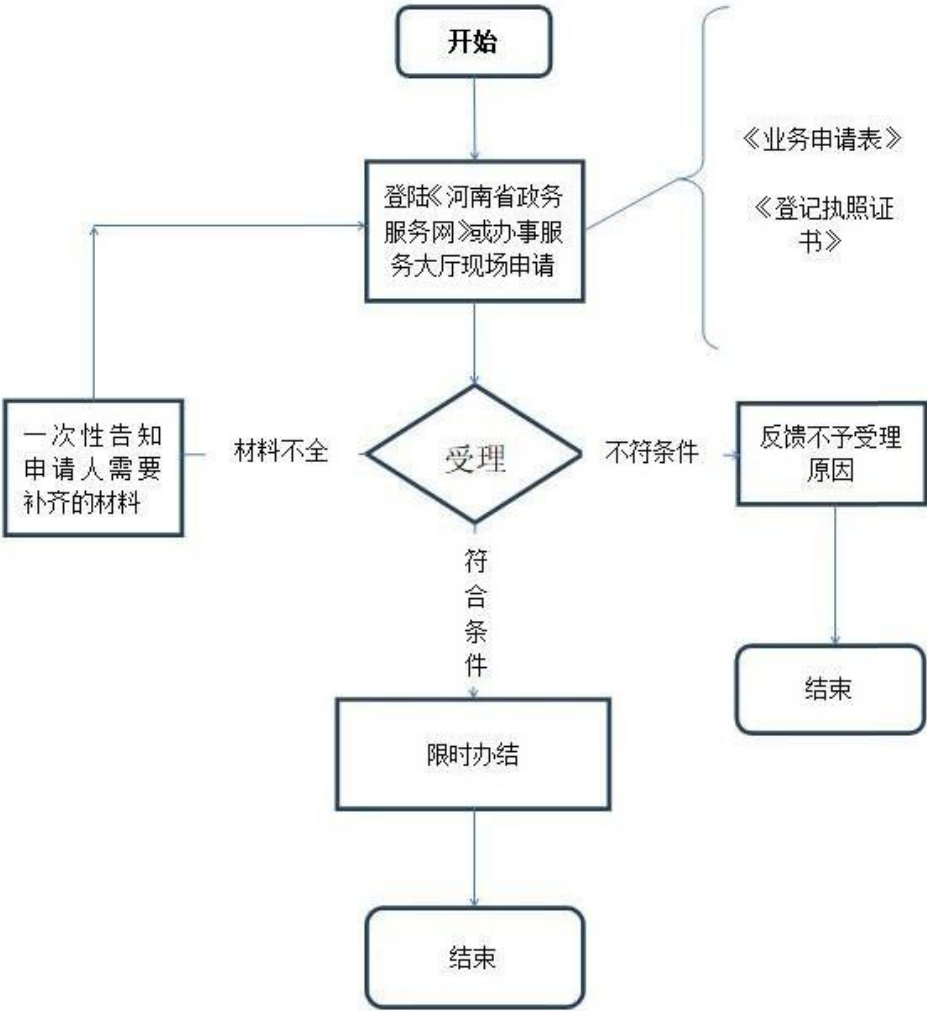 开始
《业务申请表》
登陆《河南省政务
服务网》或办事服
务大厅现场申请
《登记执照证
书》
一次性告知
申请人需要
补齐的材料
材料不全
受理
不符条件
反馈不予受理
原因
符
合
条
件
结束
限时办结
结束